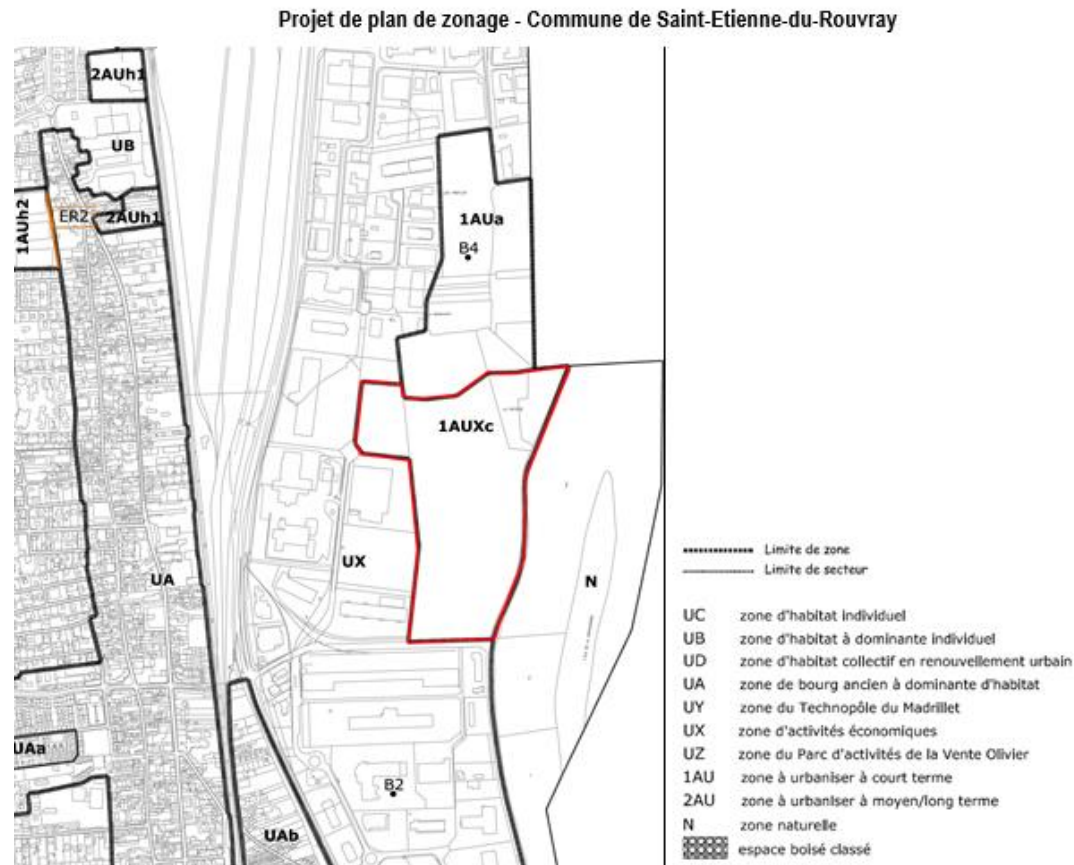 Projet de plan de zonage - Commune de Saint-Etienne-du-Rouvray
2AUh1
UB
1AUh2
ER2
2AUh1
1AUa
B4
1AUXc
UX
UA
N
UAa
B2
UAb
Limite de zone
Limite de secteur
UC zone d'habitat individuel
UB zone d'habitat à dominante individuel
UD zone d'habitat collectif en renouvellement urbain
UA zone de bourg ancien à dominante d'habitat
UY zone du Technopôle du Madrillet
UX zone d'activités économiques
UZ zone du Parc d'activités de la Vente Olivier
1AU zone à urbaniser à court terme
2AU zone à urbaniser à moyen/long terme
N zone naturelle
espace boisé classé